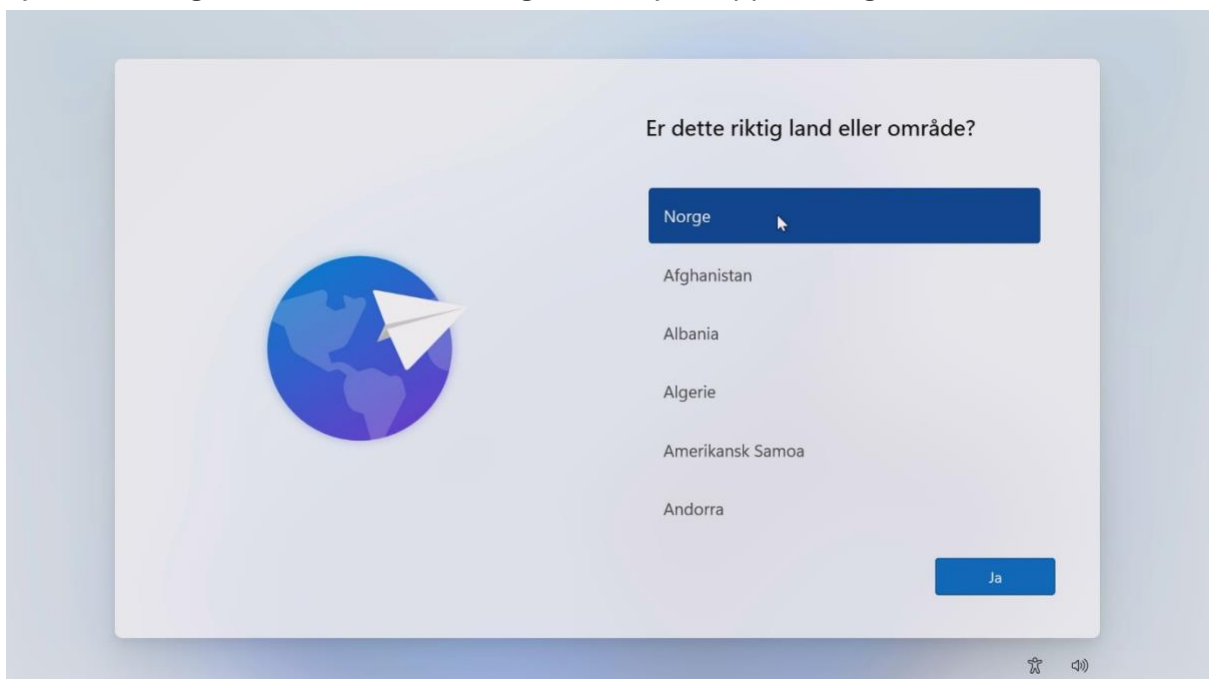 Er dette riktig land eller område?
Norge
Afghanistan
Albania
Algerie
Amerikansk Samoa
Andorra
Ja